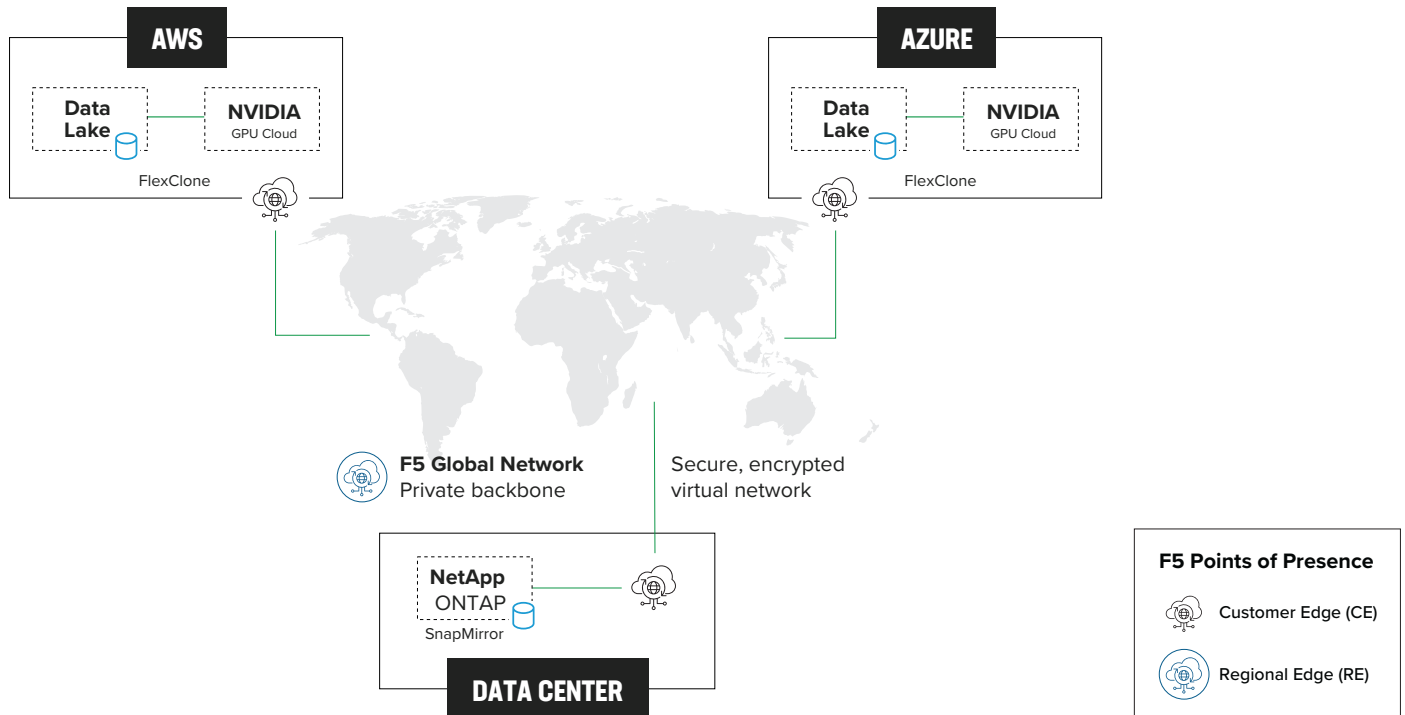 AWS
Data
Lake
NVIDIA
GPU Cloud
FlexClone
AZURE
Data
Lake
NVIDIA
GPU Cloud
FlexClone
F5 Global Network
Private backbone
Secure, encrypted
virtual network
NetApp
ONTAP
SnapMirror
DATA CENTER
F5 Points of Presence
Customer Edge (CE)
Regional Edge (RE)